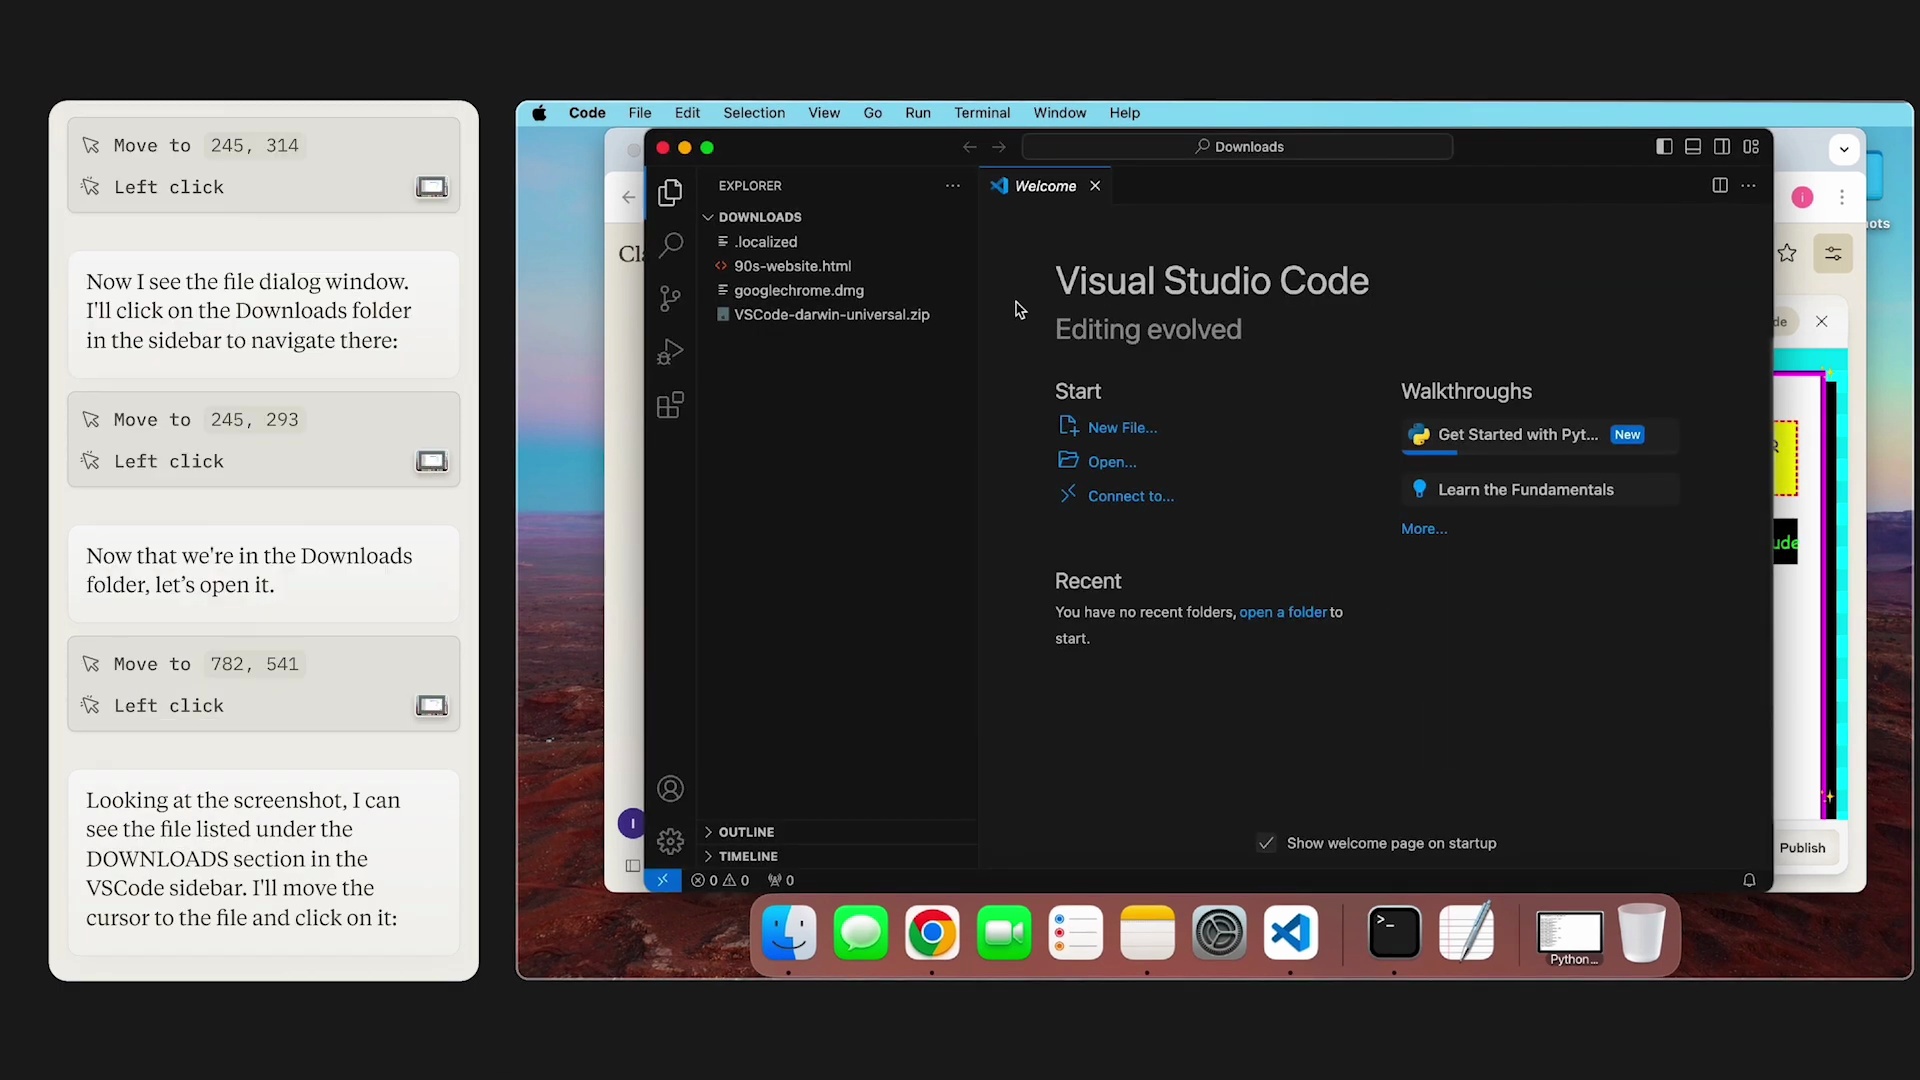 Move to 245, 314
Left click
Now I see the file dialog window.
I'll click on the Downloads folder
in the sidebar to navigate there:
Move to 245, 293
Left click
Now that we're in the Downloads
folder, let’s open it.
Move to 782, 541
Left click
Looking at the screenshot, I can
see the file listed under the
DOWNLOADS section in the
VSCode sidebar. I'll move the
cursor to the file and click on it:
Code File Edit Selection View Go Run Terminal Window Help
Downloads
EXPLORER
Welcome
DOWNLOADS
.localized
90s-website.html
googlechrome.dmg
VSCode-darwin-universal.zip
OUTLINE
TIMELINE
0 0 0
Visual Studio Code
Editing evolved
Start
New File...
Open...
Connect to...
Walkthroughs
Get Started with Pyt... New
Learn the Fundamentals
More...
Recent
You have no recent folders, open a folder to
start.
Show welcome page on startup
i
I
Publish
Python...